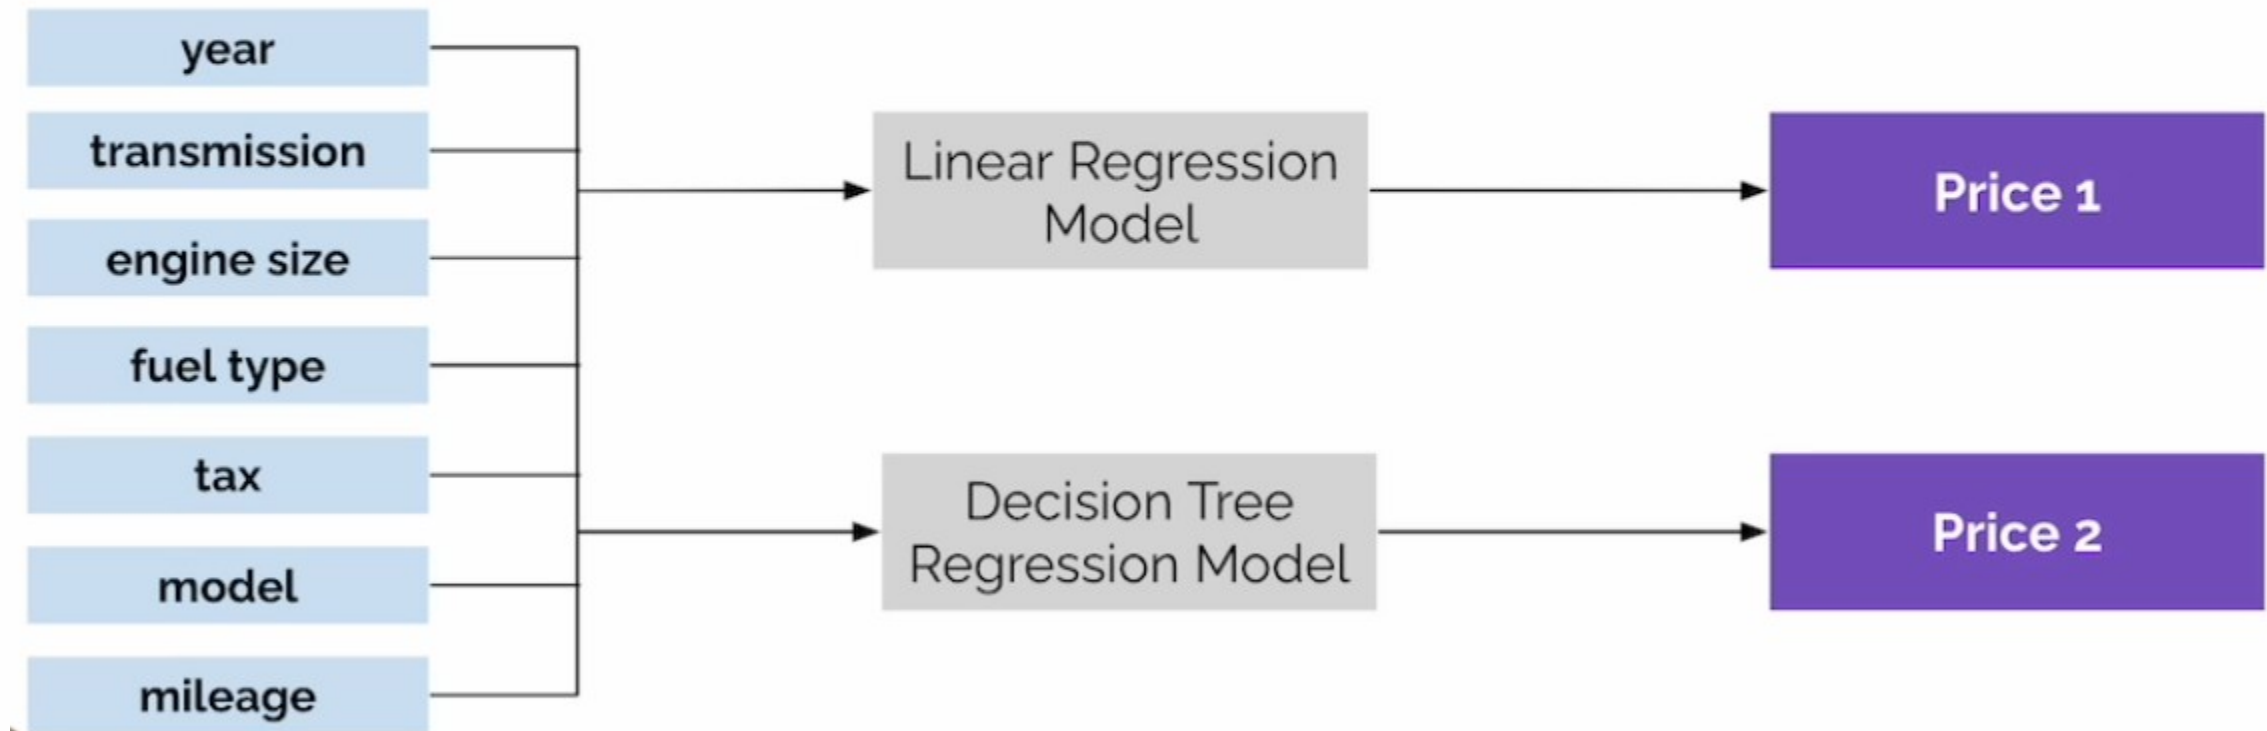 year
transmission
engine size
fuel type
tax
model
mileage
Linear Regression
Model
Decision Tree
Regression Model
Price 1
Price 2